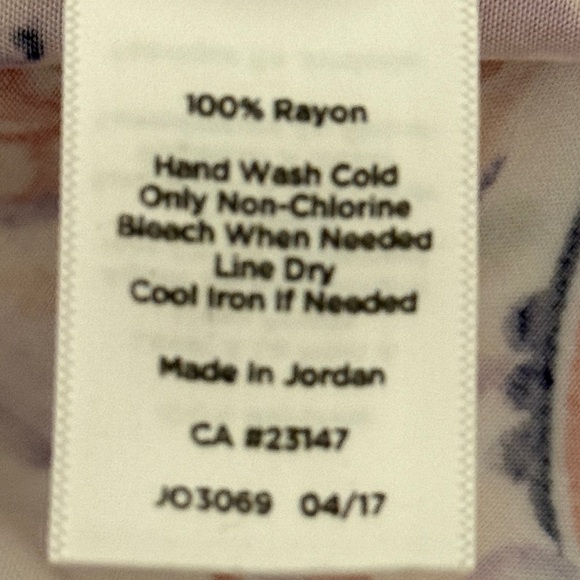 100% Rayon
Hand Wash Cold
Only Non-Chlorine
Bleach When Needed
Line Dry
Cool Iron If Needed
Made in Jordan
CA #23147
JO3069 04/17